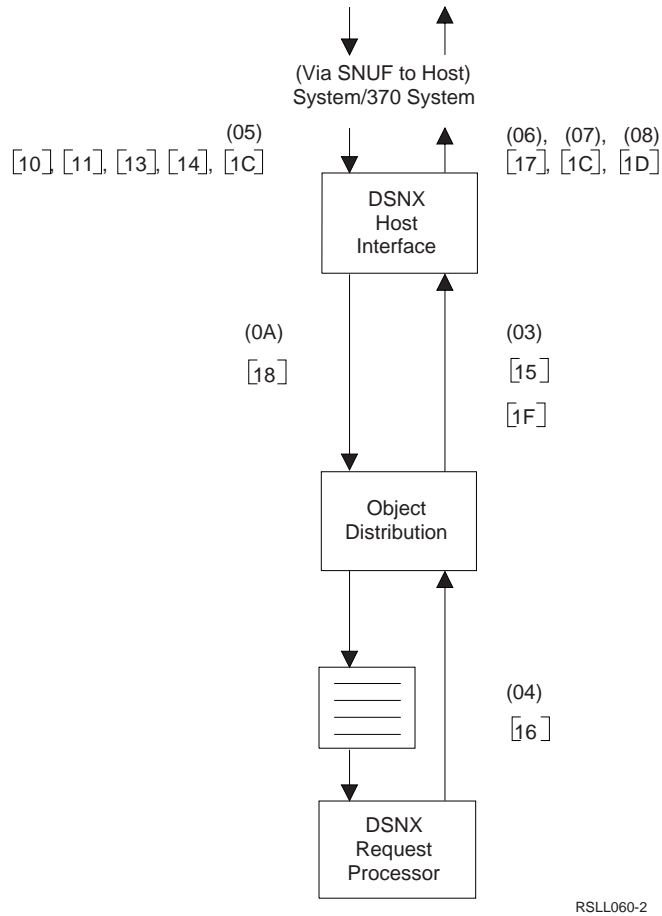 (Via SNUF to Host)
System/370 System
(05)
[10], [11], [13], [14], [1C]
(06), (07), (08)
[17], [1C], [1D]
DSNX
Host
Interface
(0A)
[18]
(03)
[15]
[1F]
Object
Distribution
(04)
[16]
DSNX
Request
Processor
RSLL060-2